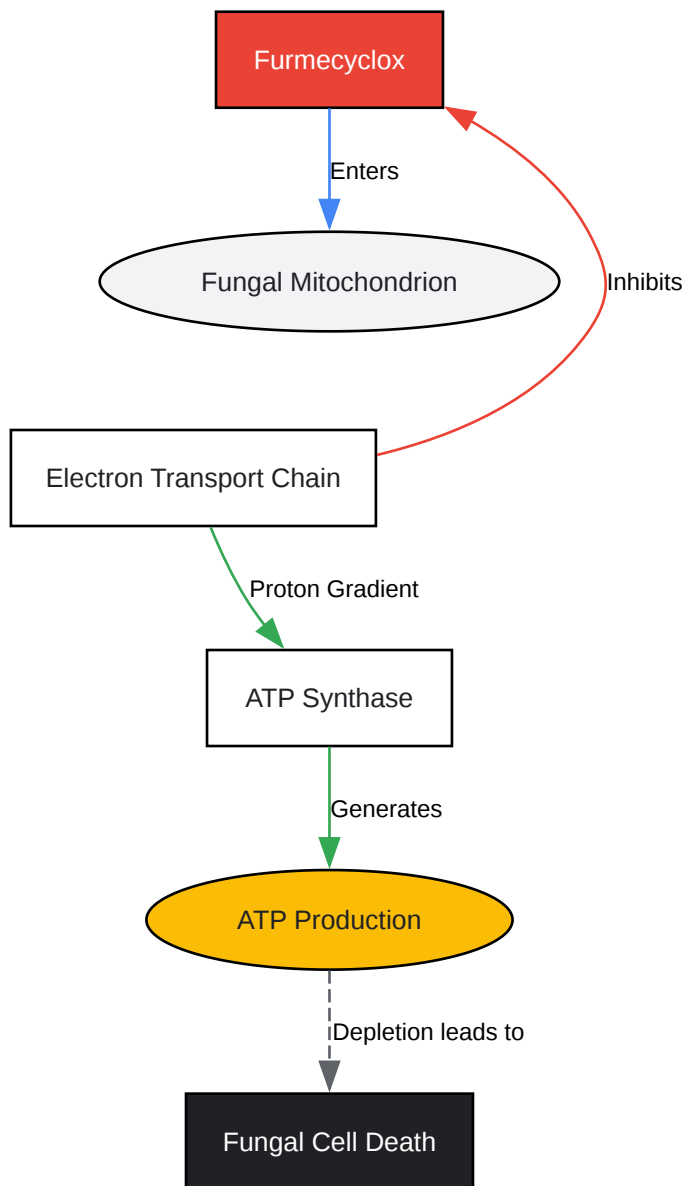 Furmecyclox
Enters
Fungal Mitochondrion
Inhibits
Electron Transport Chain
Proton Gradient
ATP Synthase
Generates
ATP Production
Depletion leads to
Fungal Cell Death